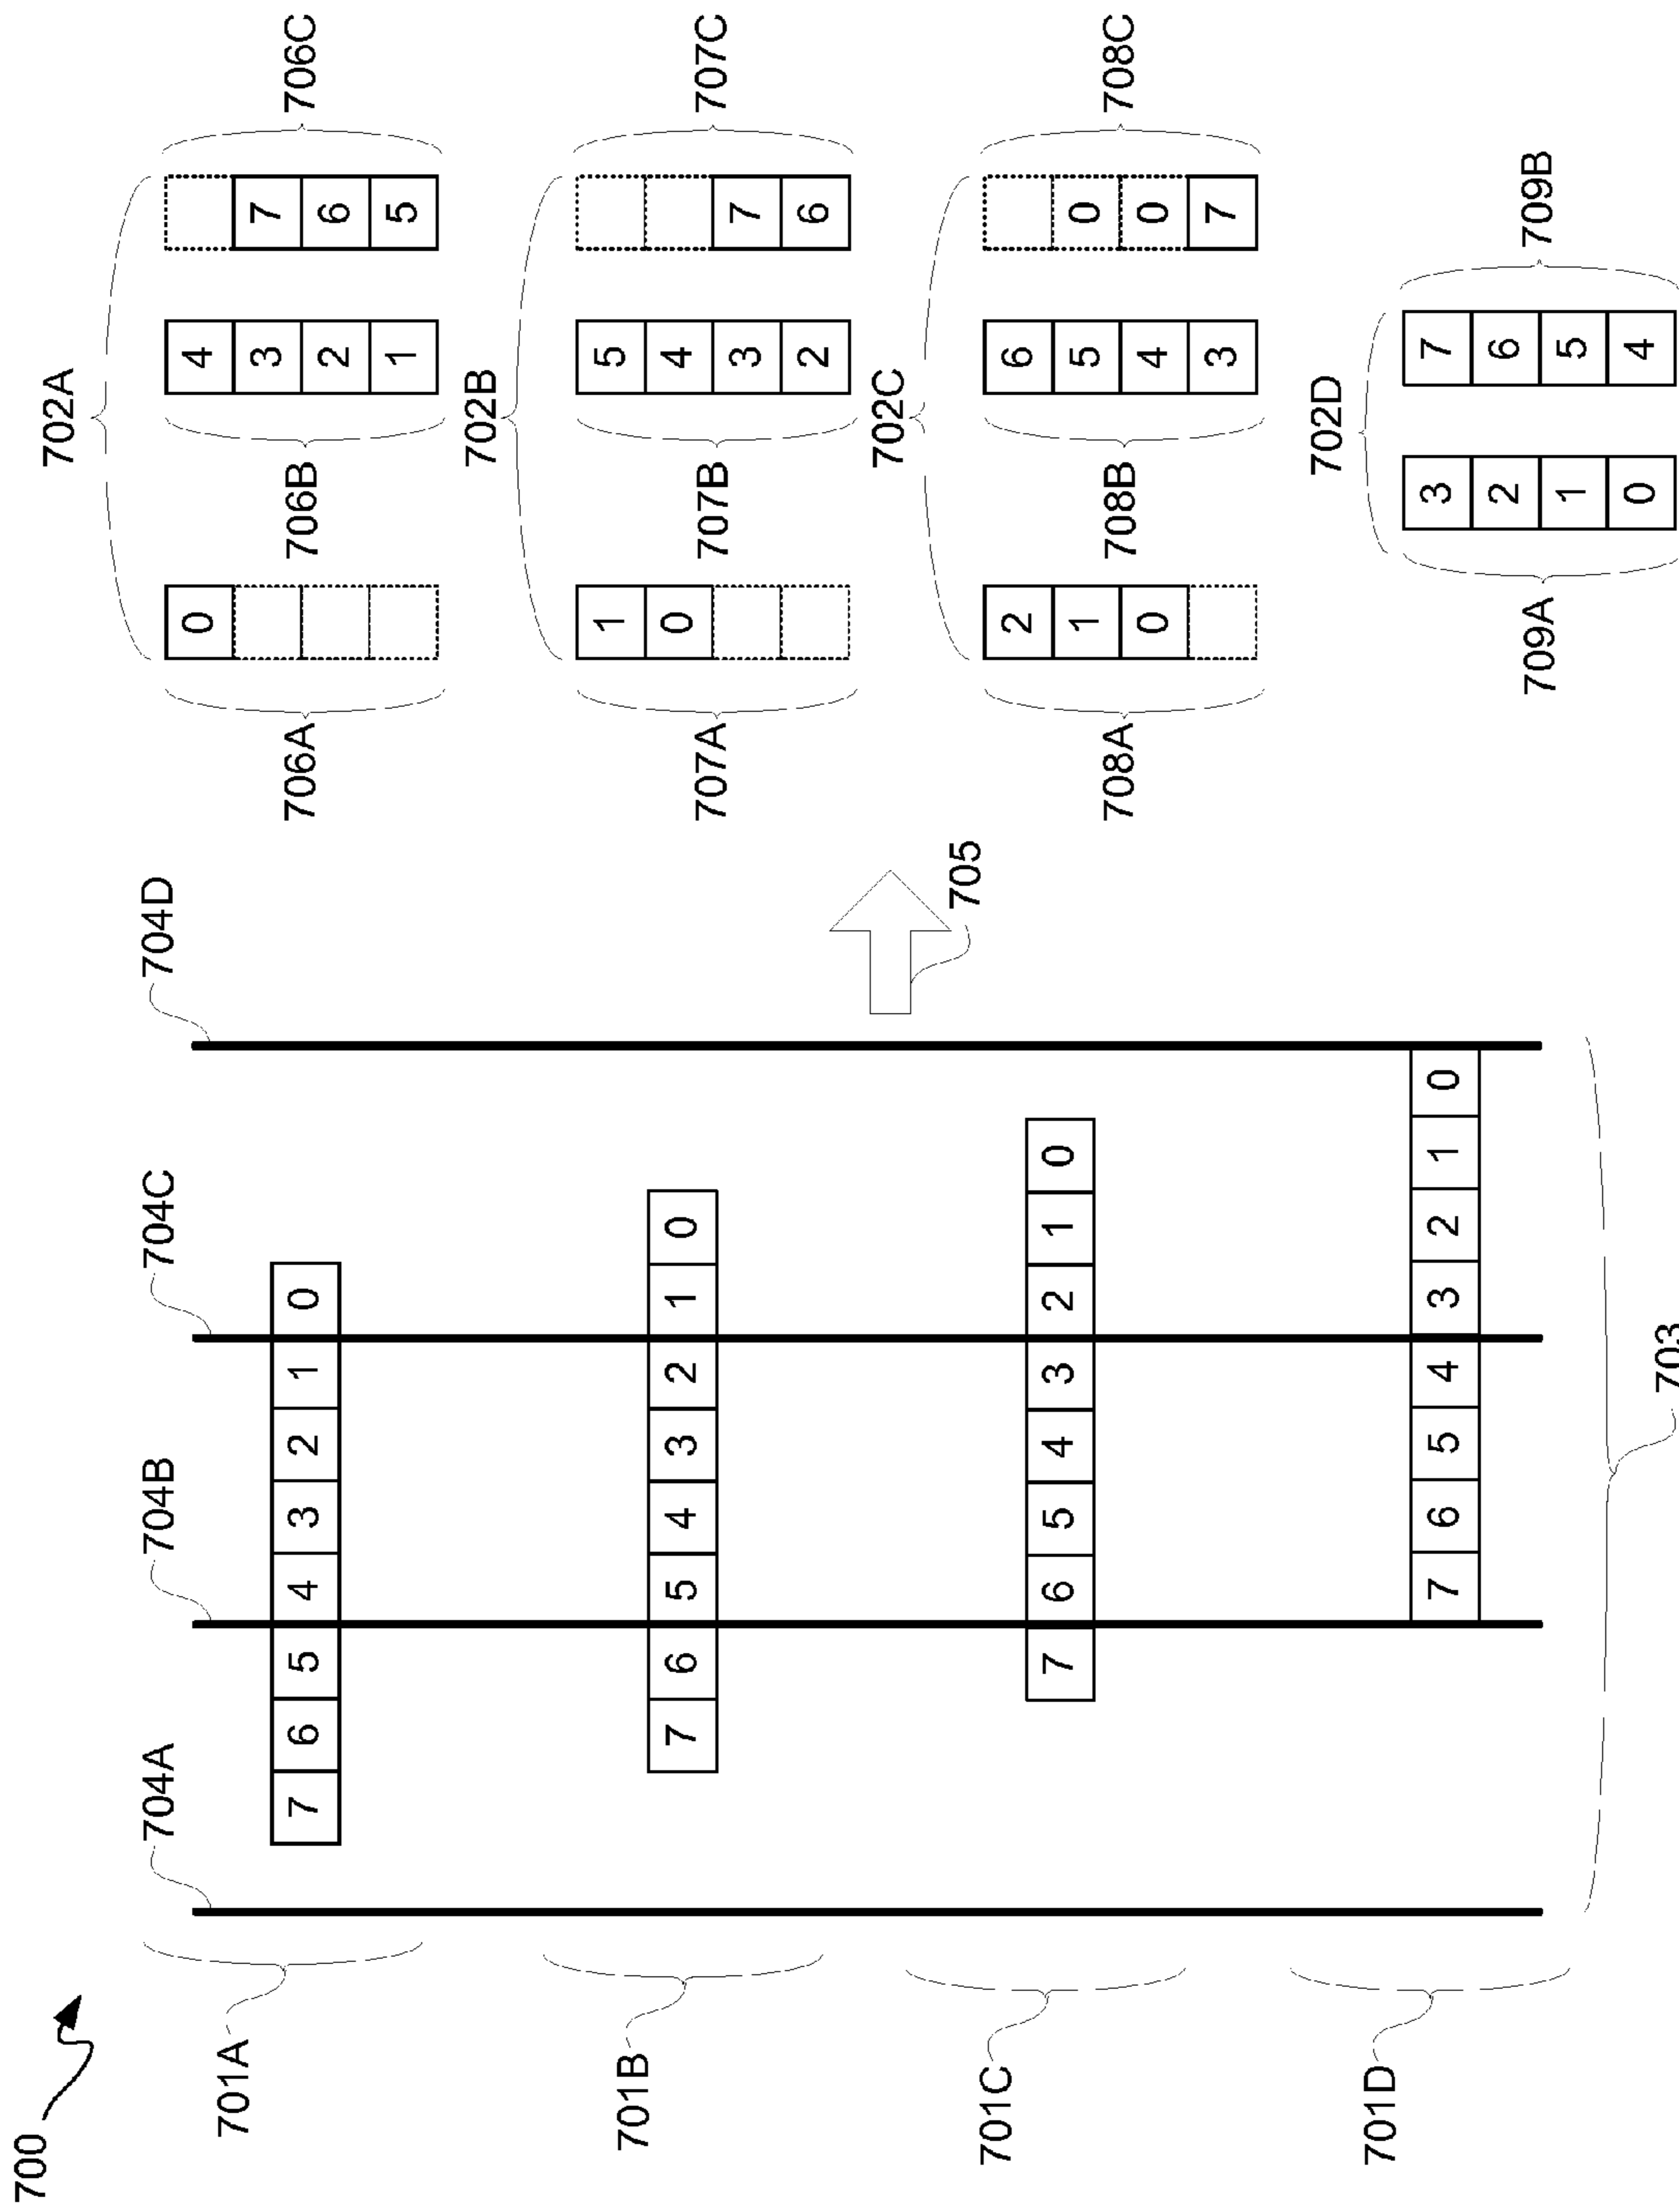 700
704A 704B 704C 704D
701A
7 6 5 4 3 2 1 0
701B
7 6 5 4 3 2 1 0
701C
7 6 5 4 3 2 1 0
701D
7 6 5 4 3 2 1 0
703
705
702A
706A 706B 706C
0 4
3 7
2 6
1 5
702B
707A 707B 707C
1 5
0 4
3 7
2 6
702C
708A 708B 708C
2 6
1 5 0
0 4 0
3 7
702D
709A 709B
3 7
2 6
1 5
0 4